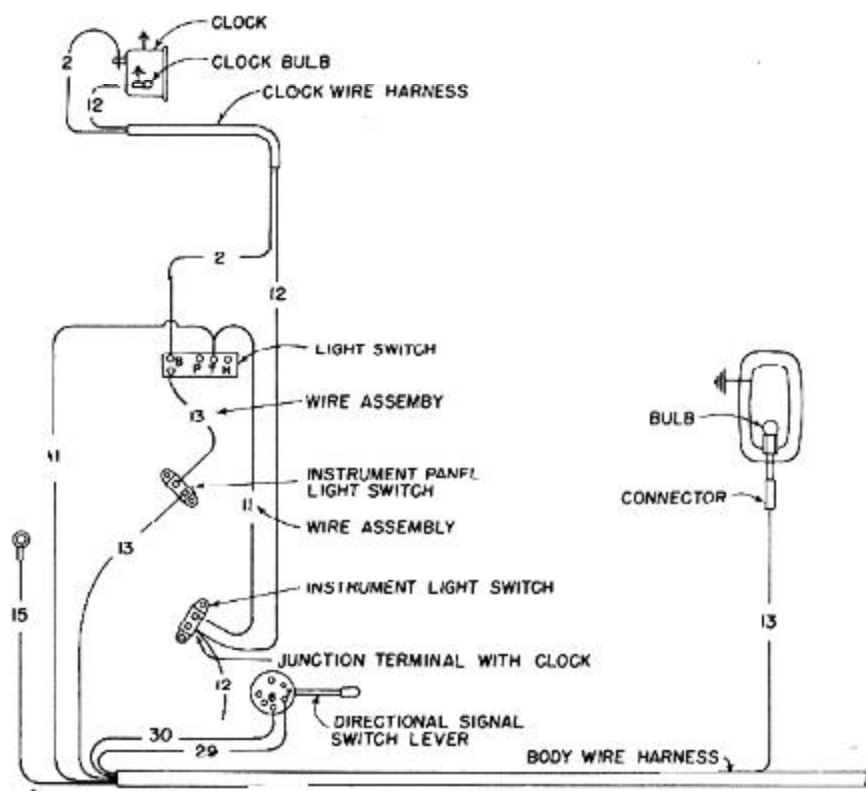 CLOCK
2
CLOCK BULB
12
CLOCK WIRE HARNESS
2
12
LIGHT SWITCH
B P T H
13
WIRE ASSEMBY
BULB
INSTRUMENT PANEL
LIGHT SWITCH
CONNECTOR
11
WIRE ASSEMBLY
13
INSTRUMENT LIGHT SWITCH
15
13
JUNCTION TERMINAL WITH CLOCK
12
DIRECTIONAL SIGNAL
SWITCH LEVER
30
29
BODY WIRE HARNESS